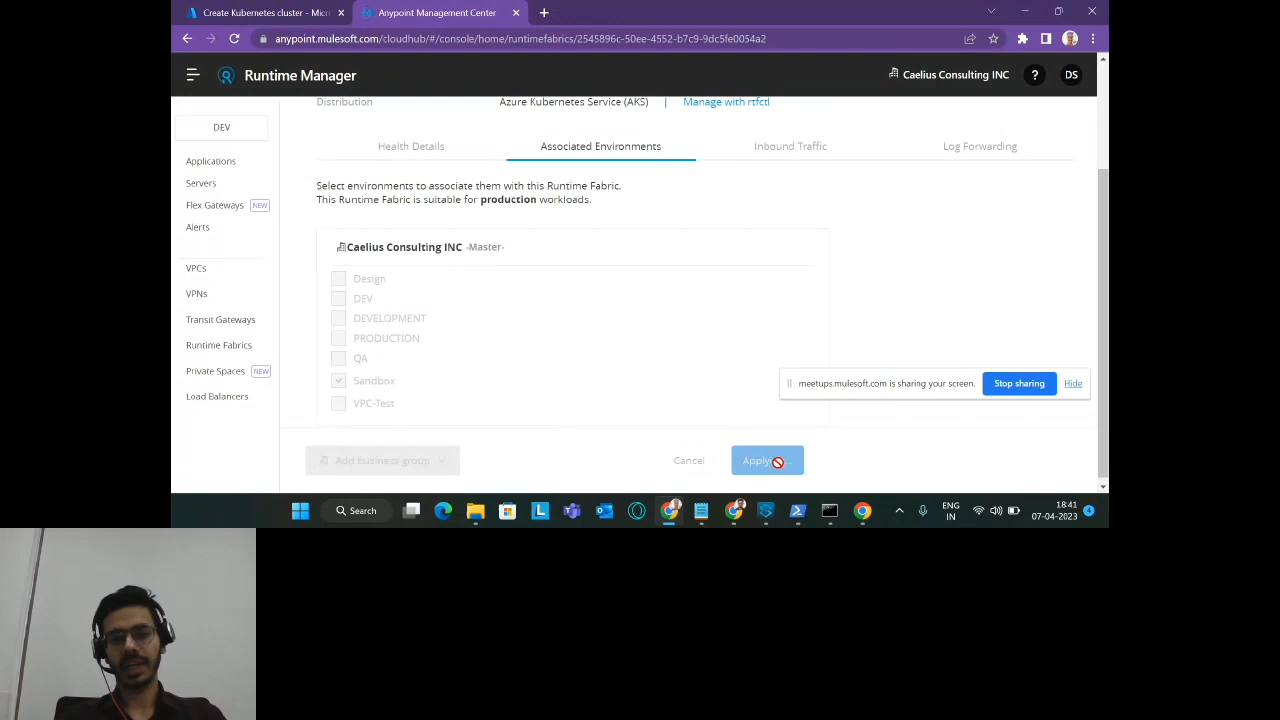 Create Kubernetes cluster - Micr
Anypoint Management Center
anypoint.mulesoft.com/cloudhub/#/console/home/runtimefabrics/2545896c-50ee-4552-b7c9-9dc5fe0054a2
Runtime Manager
Caelius Consulting INC
?
DS
Distribution
Azure Kubernetes Service (AKS)
|
Manage with rtfctl
DEV
Health Details
Associated Environments
Inbound Traffic
Log Forwarding
Applications
Servers
Flex Gateways NEW
Alerts
VPCs
VPNs
Transit Gateways
Runtime Fabrics
Private Spaces NEW
Load Balancers
Select environments to associate them with this Runtime Fabric.
This Runtime Fabric is suitable for production workloads.
Caelius Consulting INC -Master-
Design
DEV
DEVELOPMENT
PRODUCTION
QA
Sandbox
VPC-Test
meetups.mulesoft.com is sharing your screen.
Stop sharing
Hide
Add business group
Cancel
Search
ENG
IN
18:41
07-04-2023
4